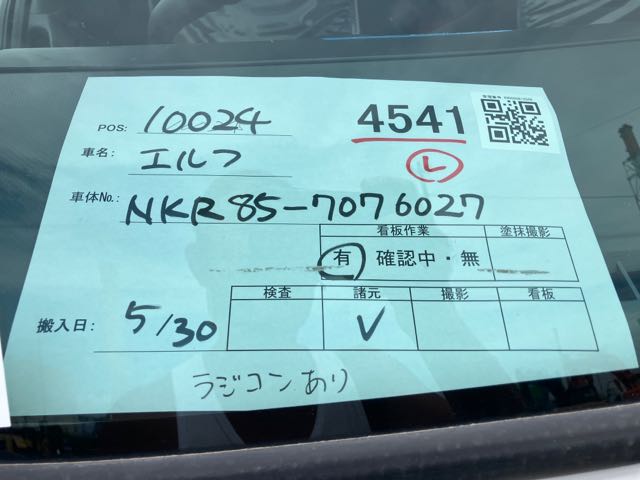 POS: 10024
4541
車名: エルフ
L
車体No.: NKR85-7076027
看板作業 塗抹撮影
有 確認中・無
検査 諸元 撮影 看板
搬入日: 5/30 V
ラジコンあり